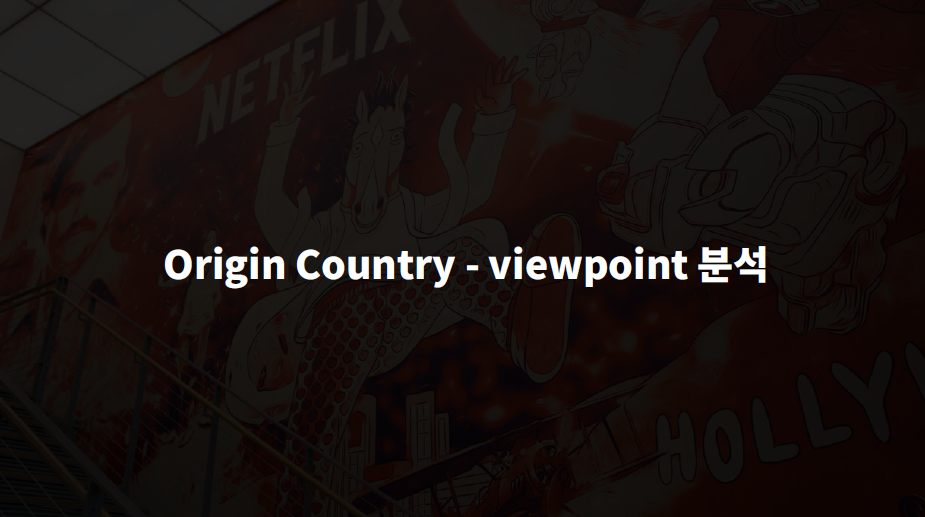 NETFLIX
Origin Country - viewpoint 분석
HOLLY